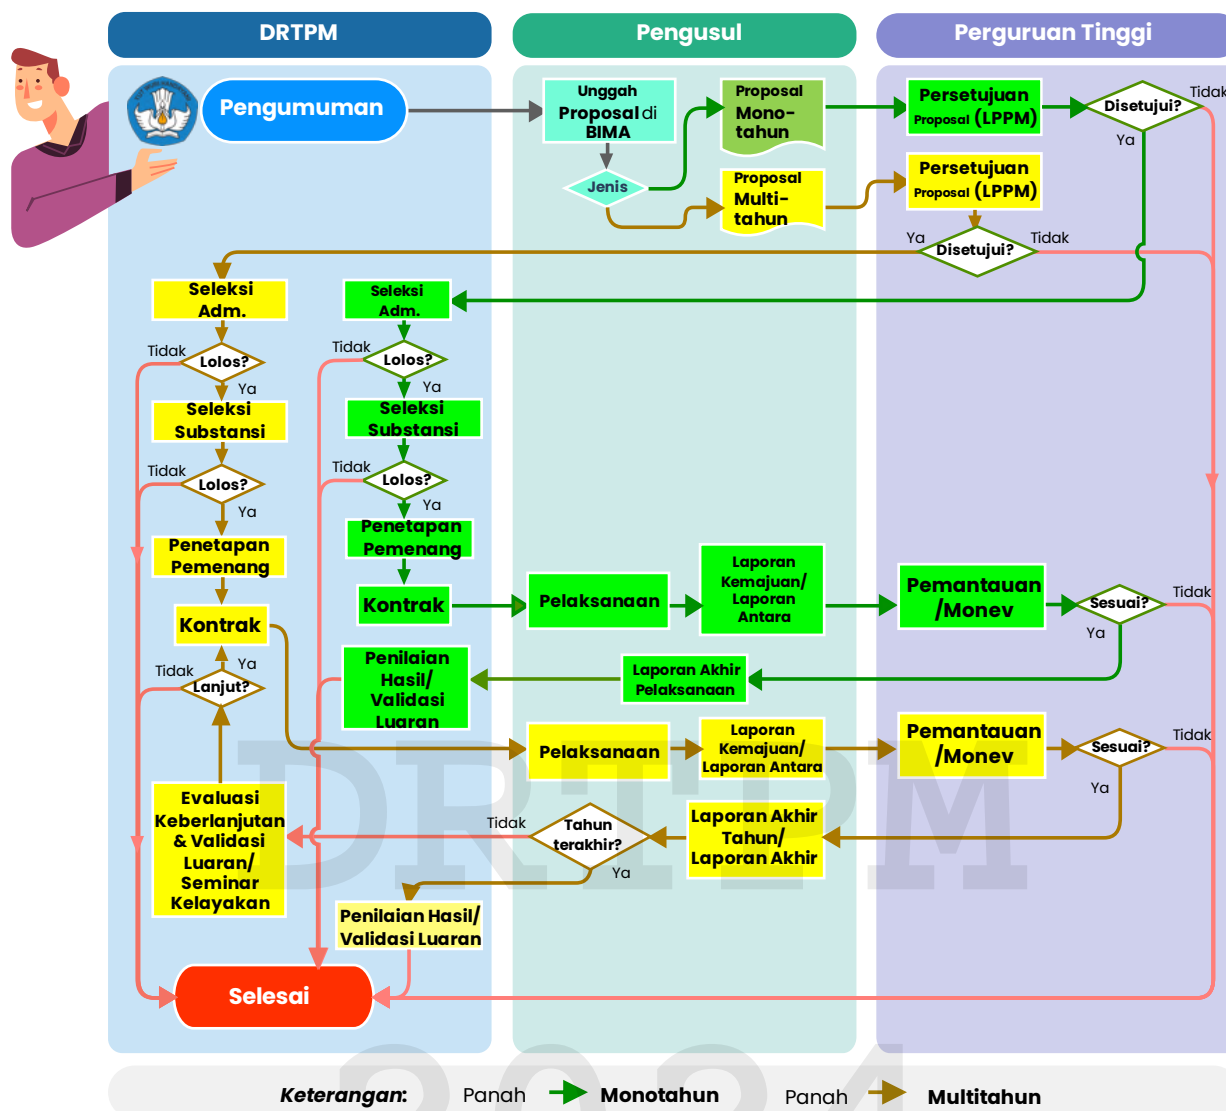 DRTPM
Pengusul
Perguruan Tinggi
Pengumuman
Unggah
Proposal di
BIMA
Jenis
Proposal
Mono-
tahun
Proposal
Multi-
tahun
Persetujuan
Proposal (LPPM)
Disetujui?
Tidak
Ya
Persetujuan
Proposal (LPPM)
Ya
Disetujui?
Tidak
Seleksi
Adm.
Tidak
Lolos?
Ya
Seleksi
Substansi
Tidak
Lolos?
Ya
Penetapan
Pemenang
Kontrak
Tidak
Ya
Lanjut?
Evaluasi
Keberlanjutan
& Validasi
Luaran/
Seminar
Kelayakan
Seleksi
Adm.
Tidak
Lolos?
Ya
Seleksi
Substansi
Tidak
Lolos?
Ya
Penetapan
Pemenang
Kontrak
Pelaksanaan
Laporan
Kemajuan/
Laporan
Antara
Pemantauan
/Monev
Sesuai?
Tidak
Ya
Laporan Akhir
Pelaksanaan
Penilaian
Hasil/
Validasi
Luaran
Pelaksanaan
Laporan
Kemajuan/
Laporan Antara
Pemantauan
/Monev
Sesuai?
Tidak
Ya
Laporan Akhir
Tahun/
Laporan Akhir
Tahun
terakhir?
Tidak
Ya
Penilaian Hasil/
Validasi Luaran
Selesai
DRTPM
2024
Keterangan: Panah Monotahun Panah Multitahun